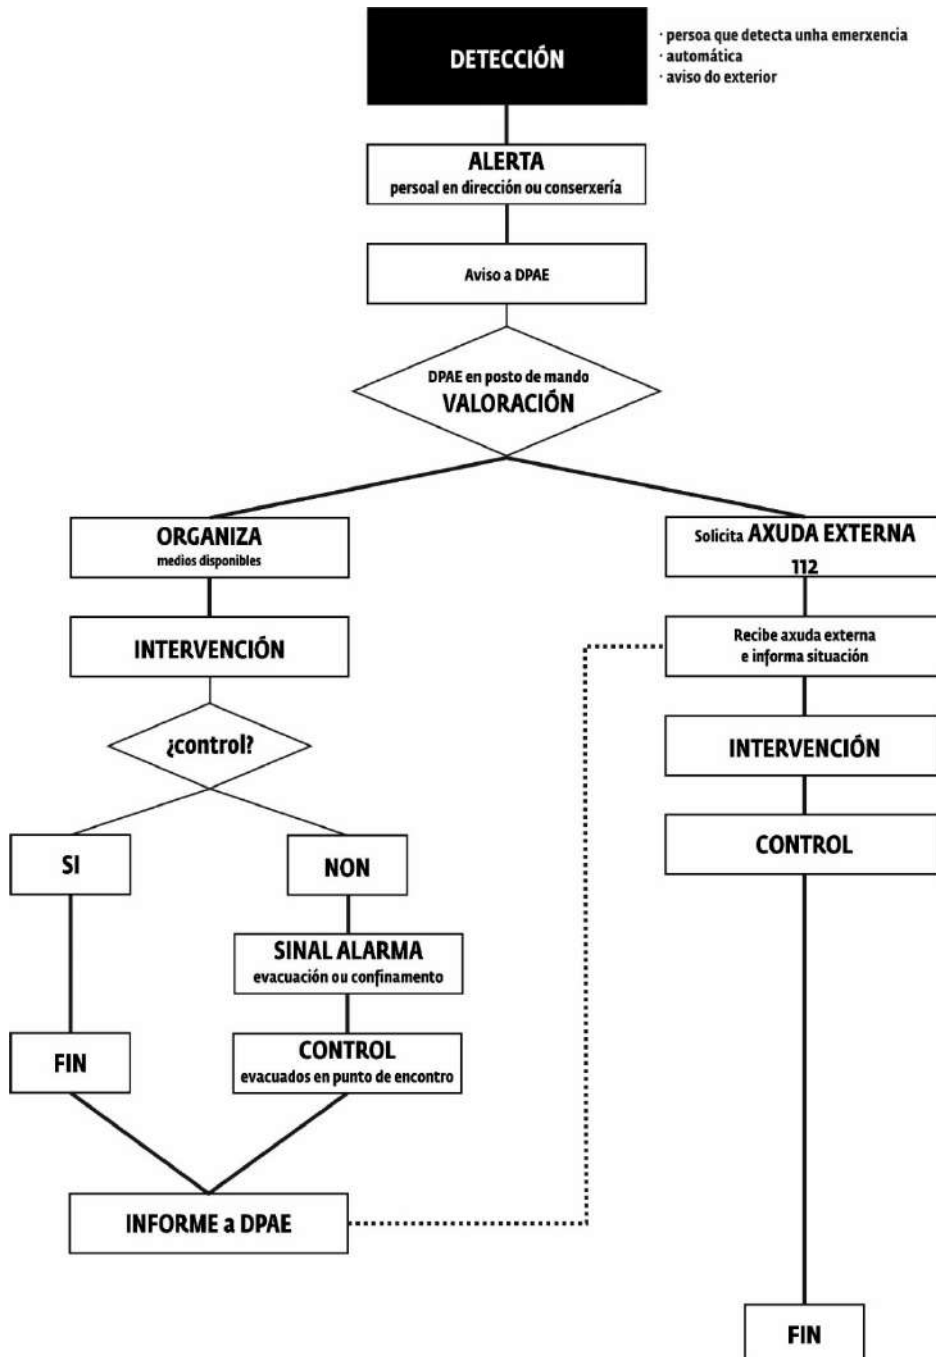 DETECCIÓN
· persoa que detecta unha emerxencia
· automática
· aviso do exterior
ALERTA
persoal en dirección ou conserxería
Aviso a DPAE
DPAE en posto de mando
VALORACIÓN
ORGANIZA
medios disponibles
INTERVENCIÓN
¿control?
SI
NON
SINAL ALARMA
evacuación ou confinamento
FIN
CONTROL
evacuados en punto de encontro
INFORME a DPAE
Solicita AXUDA EXTERNA
112
Recibe axuda externa
e informa situación
INTERVENCIÓN
CONTROL
FIN